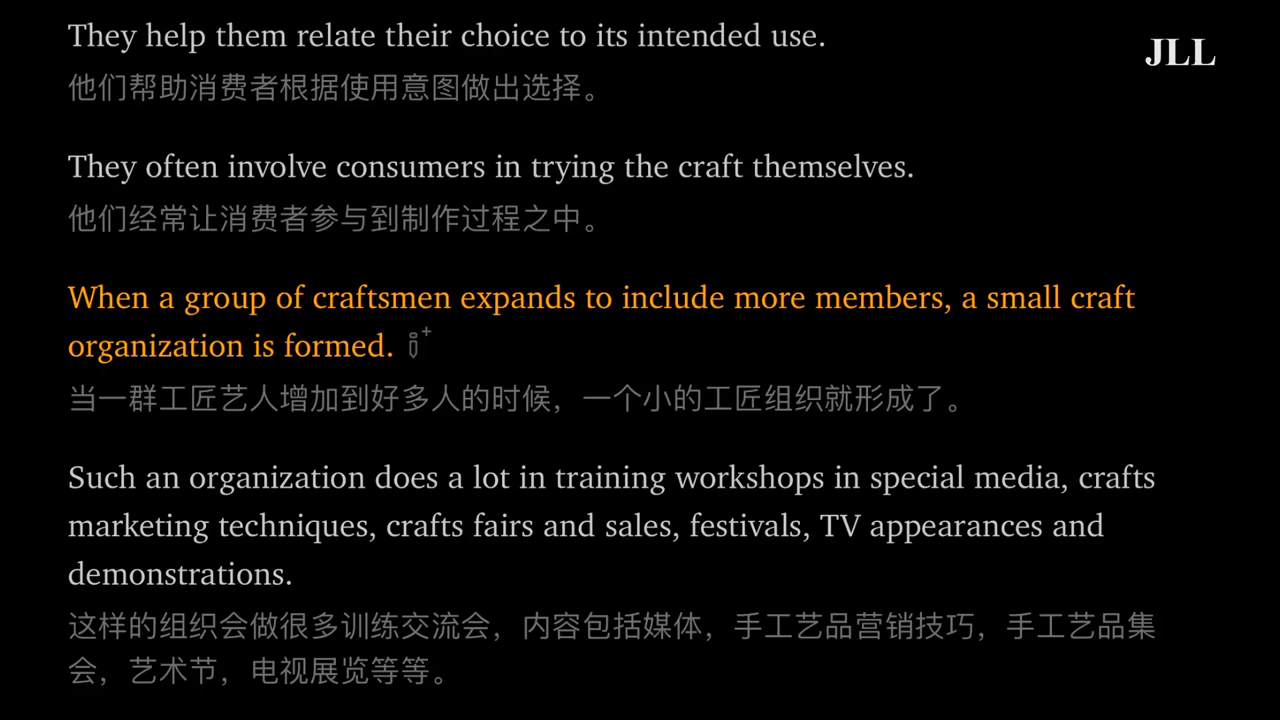 They help them relate their choice to its intended use.
JLL
他们帮助消费者根据使用意图做出选择。
They often involve consumers in trying the craft themselves.
他们经常让消费者参与到制作过程之中。
When a group of craftsmen expands to include more members, a small craft
organization is formed.
当一群工匠艺人增加到好多人的时候，一个小的工匠组织就形成了。
Such an organization does a lot in training workshops in special media, crafts
marketing techniques, crafts fairs and sales, festivals, TV appearances and
demonstrations.
这样的组织会做很多训练交流会，内容包括媒体，手工艺品营销技巧，手工艺品集
会，艺术节，电视展览等等。